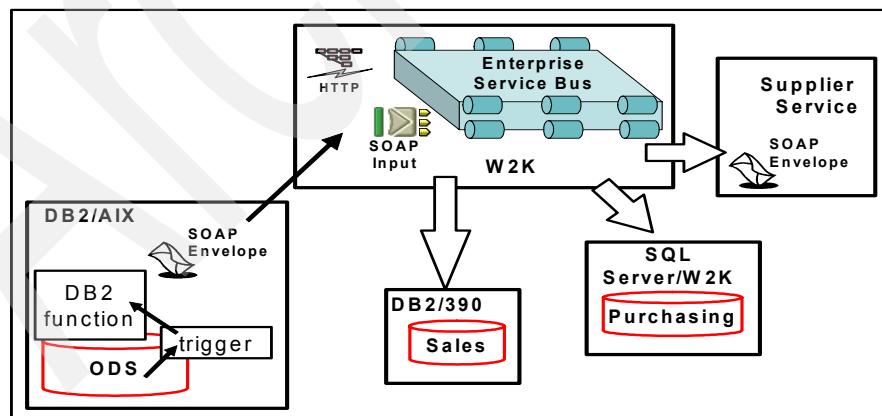 HTTP
Enterprise
Service Bus
SOAP
Input
W2K
Supplier
Service
SOAP
Envelope
DB2/AIX
SOAP
Envelope
DB2
function
trigger
ODS
DB2/390
Sales
SQL
Server/W2K
Purchasing